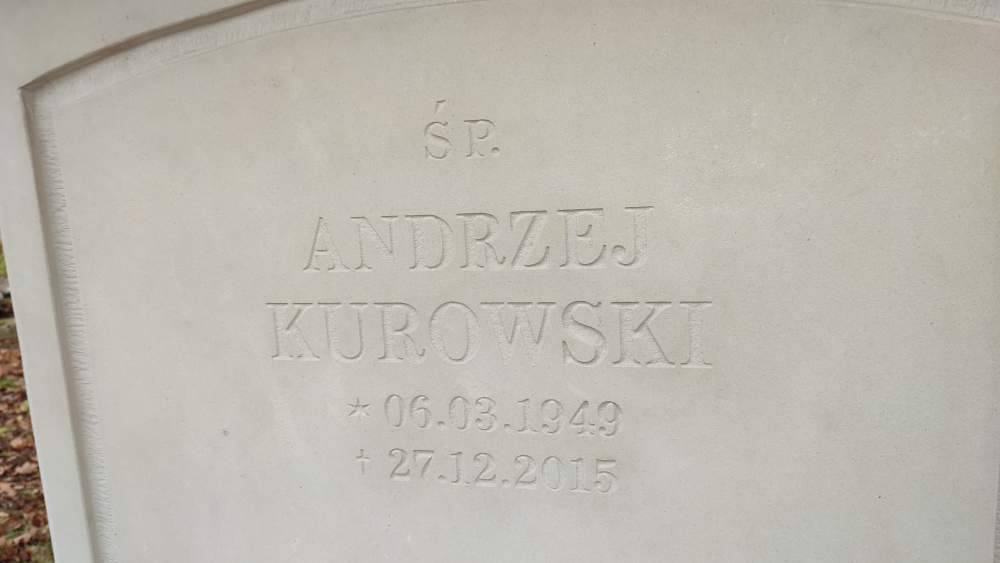 ŚP.
ANDRZEJ
KUROWSKI
* 06.03.1949
† 27.12.2015